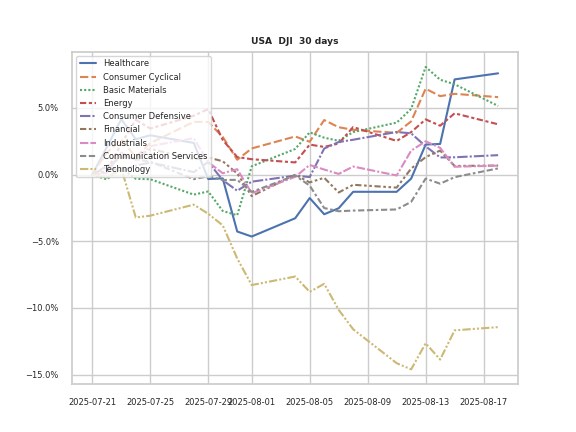 USA DJI 30 days
Healthcare
Consumer Cyclical
Basic Materials
Energy
Consumer Defensive
Financial
Industrials
Communication Services
Technology
5.0%
0.0%
−5.0%
−10.0%
−15.0%
2025-07-21 2025-07-25 2025-07-29 2025-08-01 2025-08-05 2025-08-09 2025-08-13 2025-08-17